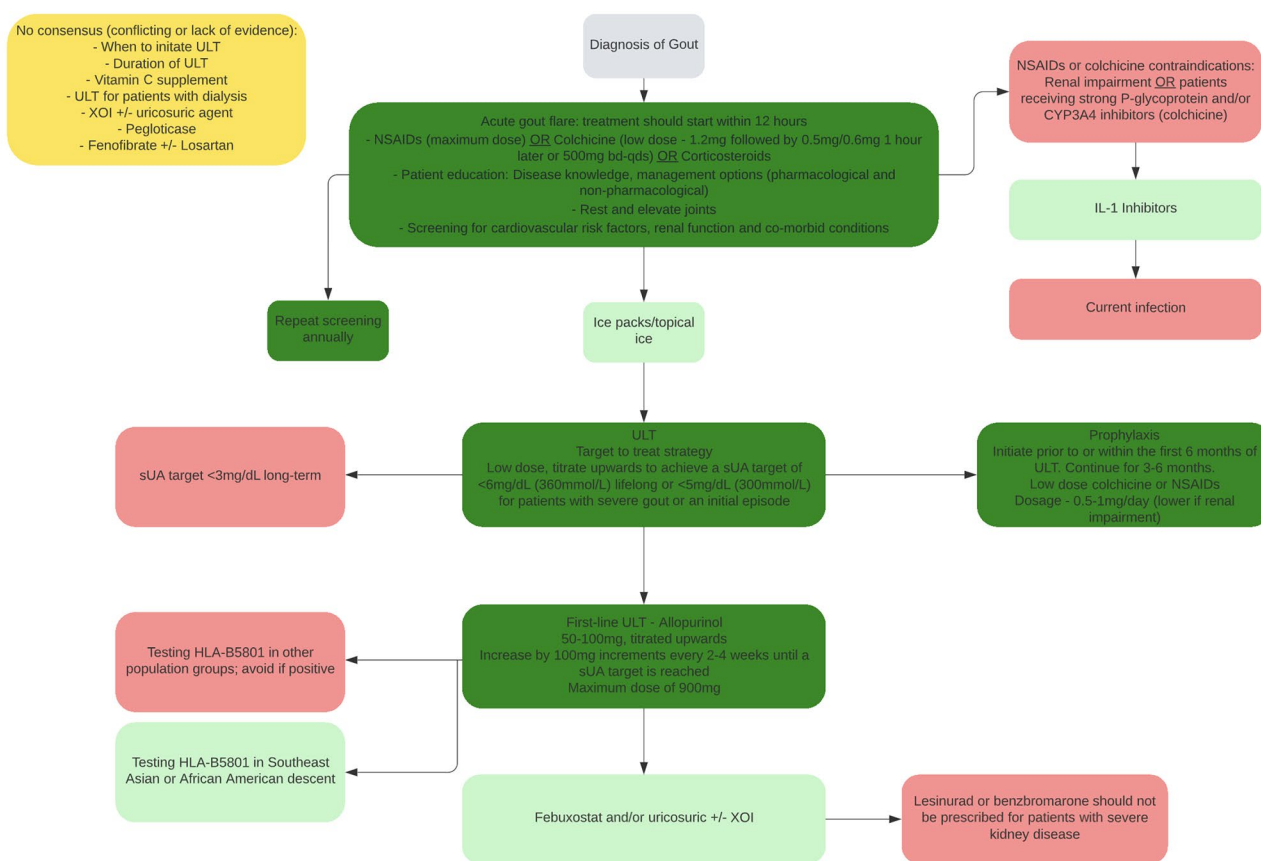 No consensus (conflicting or lack of evidence):
- When to initate ULT
- Duration of ULT
- Vitamin C supplement
- ULT for patients with dialysis
- XOI +/- uricosuric agent
- Pegloticase
- Fenofibrate +/- Losartan
Diagnosis of Gout
NSAIDs or colchicine contraindications:
Renal impairment OR patients
receiving strong P-glycoprotein and/or
CYP3A4 inhibitors (colchicine)
Acute gout flare: treatment should start within 12 hours
- NSAIDs (maximum dose) OR Colchicine (low dose - 1.2mg followed by 0.5mg/0.6mg 1 hour
later or 500mg bd-qds) OR Corticosteroids
- Patient education: Disease knowledge, management options (pharmacological and
non-pharmacological)
- Rest and elevate joints
- Screening for cardiovascular risk factors, renal function and co-morbid conditions
IL-1 Inhibitors
Current infection
Repeat screening
annually
Ice packs/topical
ice
sUA target <3mg/dL long-term
ULT
Target to treat strategy
Low dose, titrate upwards to achieve a sUA target of
<6mg/dL (360mmol/L) lifelong or <5mg/dL (300mmol/L)
for patients with severe gout or an initial episode
Prophylaxis
Initiate prior to or within the first 6 months of
ULT. Continue for 3-6 months.
Low dose colchicine or NSAIDs
Dosage - 0.5-1mg/day (lower if renal
impairment)
Testing HLA-B5801 in other
population groups; avoid if positive
First-line ULT - Allopurinol
50-100mg, titrated upwards
Increase by 100mg increments every 2-4 weeks until a
sUA target is reached
Maximum dose of 900mg
Testing HLA-B5801 in Southeast
Asian or African American descent
Febuxostat and/or uricosuric +/- XOI
Lesinurad or benzbromarone should not
be prescribed for patients with severe
kidney disease